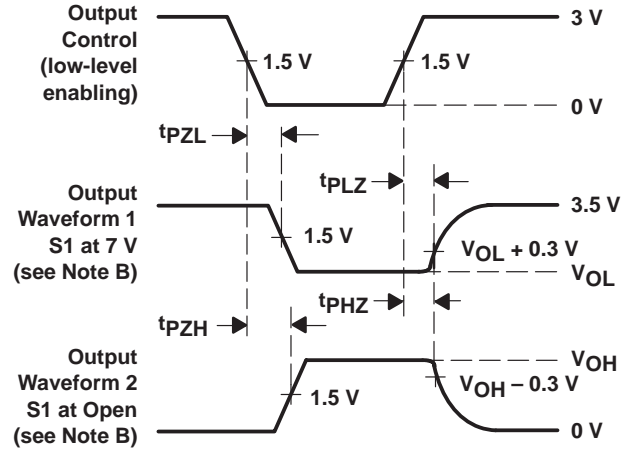 Output
Control
(low-level
enabling)
3 V
1.5 V
1.5 V
0 V
tPZL
tPLZ
Output
Waveform 1
S1 at 7 V
(see Note B)
3.5 V
1.5 V
VOL + 0.3 V
VOL
tPHZ
tPZH
Output
Waveform 2
S1 at Open
(see Note B)
VOH
VOH – 0.3 V
1.5 V
0 V